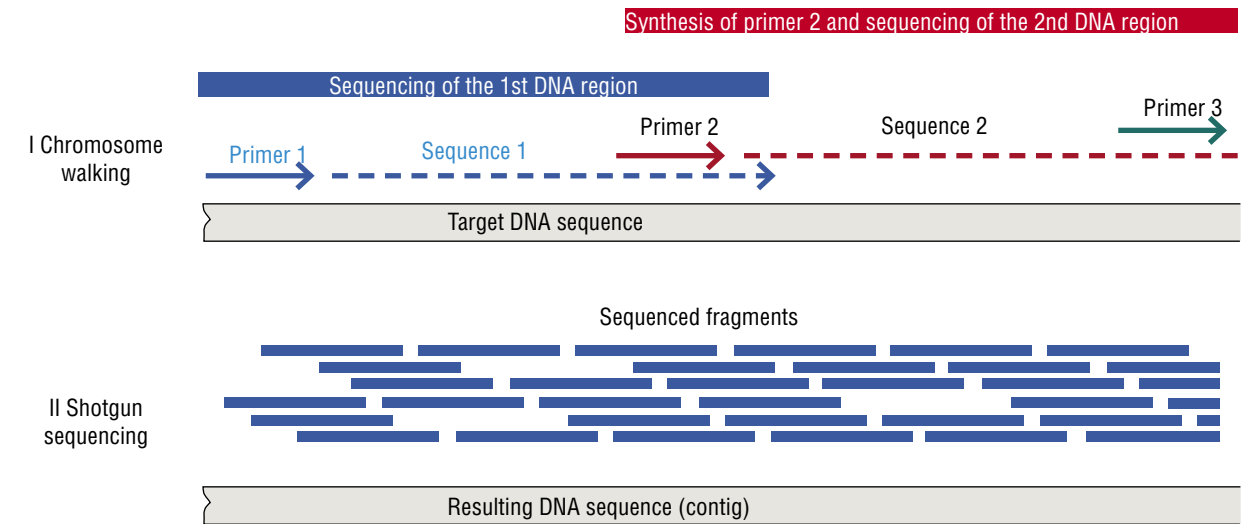 Synthesis of primer 2 and sequencing of the 2nd DNA region
Sequencing of the 1st DNA region
I Chromosome
walking
Primer 1
Sequence 1
Primer 2
Sequence 2
Primer 3
Target DNA sequence
Sequenced fragments
II Shotgun
sequencing
Resulting DNA sequence (contig)